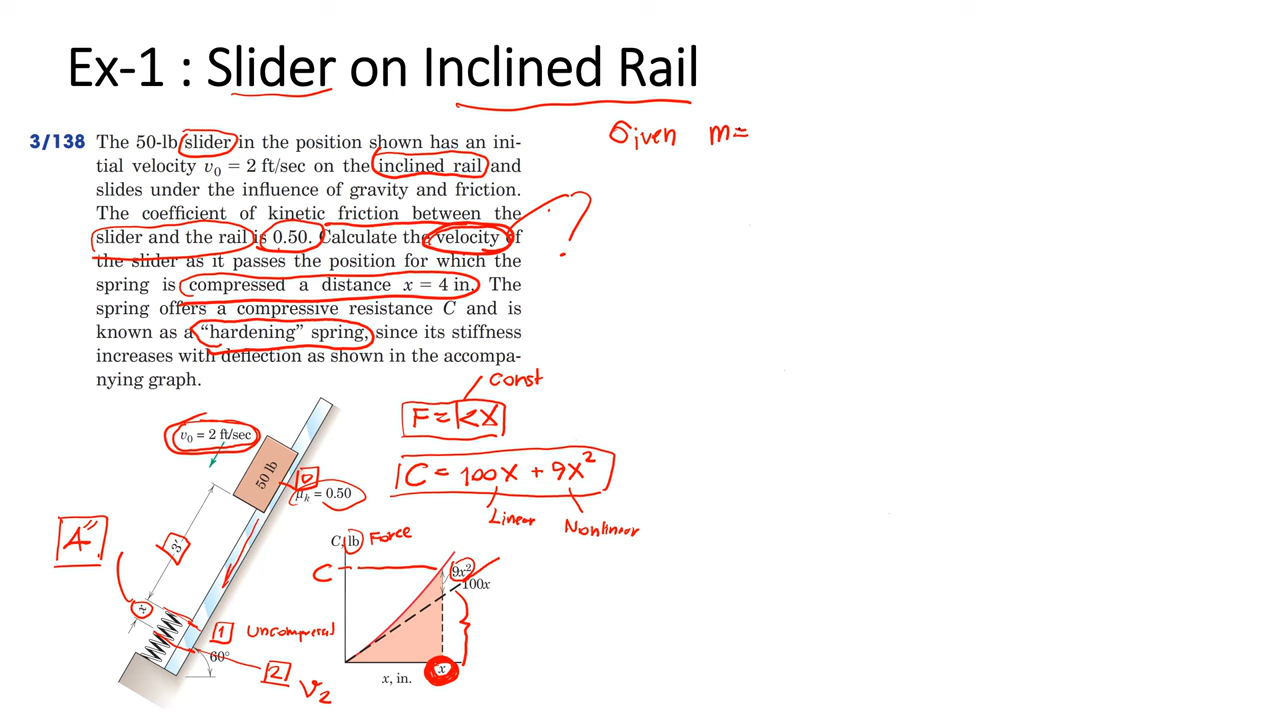 Ex-1 : Slider on Inclined Rail
Given m=
3/138 The 50-lb slider in the position shown has an ini-
tial velocity v₀ = 2 ft/sec on the inclined rail and
slides under the influence of gravity and friction.
The coefficient of kinetic friction between the
slider and the rail is 0.50. Calculate the velocity of
the slider as it passes the position for which the
spring is compressed a distance x = 4 in. The
spring offers a compressive resistance C and is
known as a “hardening” spring, since its stiffness
increases with deflection as shown in the accompa-
nying graph.
?
const
F = kx
C = 100x + 9x²
Linear
Nonlinear
v₀ = 2 ft/sec
50 lb
0
μₖ = 0.50
3′
4″
x
1 Uncompressed
60°
2
V₂
C, lb Force
C
9x²
100x
x
x, in.